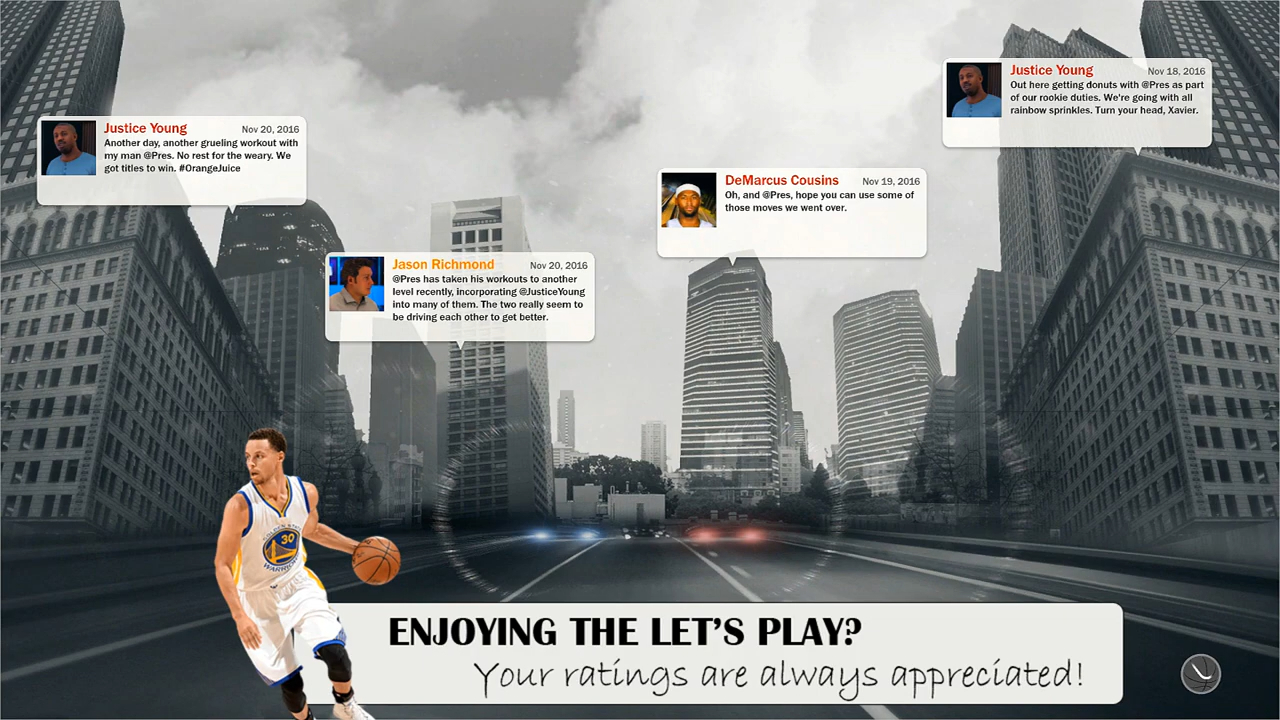 Justice Young Nov 18, 2016
Out here getting donuts with @Pres as part
of our rookie duties. We're going with all
rainbow sprinkles. Turn your head, Xavier.
Justice Young Nov 20, 2016
Another day, another grueling workout with
my man @Pres. No rest for the weary. We
got titles to win. #OrangeJuice
DeMarcus Cousins Nov 19, 2016
Oh, and @Pres, hope you can use some of
those moves we went over.
Jason Richmond Nov 20, 2016
@Pres has taken his workouts to another
level recently, incorporating @JusticeYoung
into many of them. The two really seem to
be driving each other to get better.
GOLDEN STATE
30
WARRIORS
ENJOYING THE LET'S PLAY?
Your ratings are always appreciated!